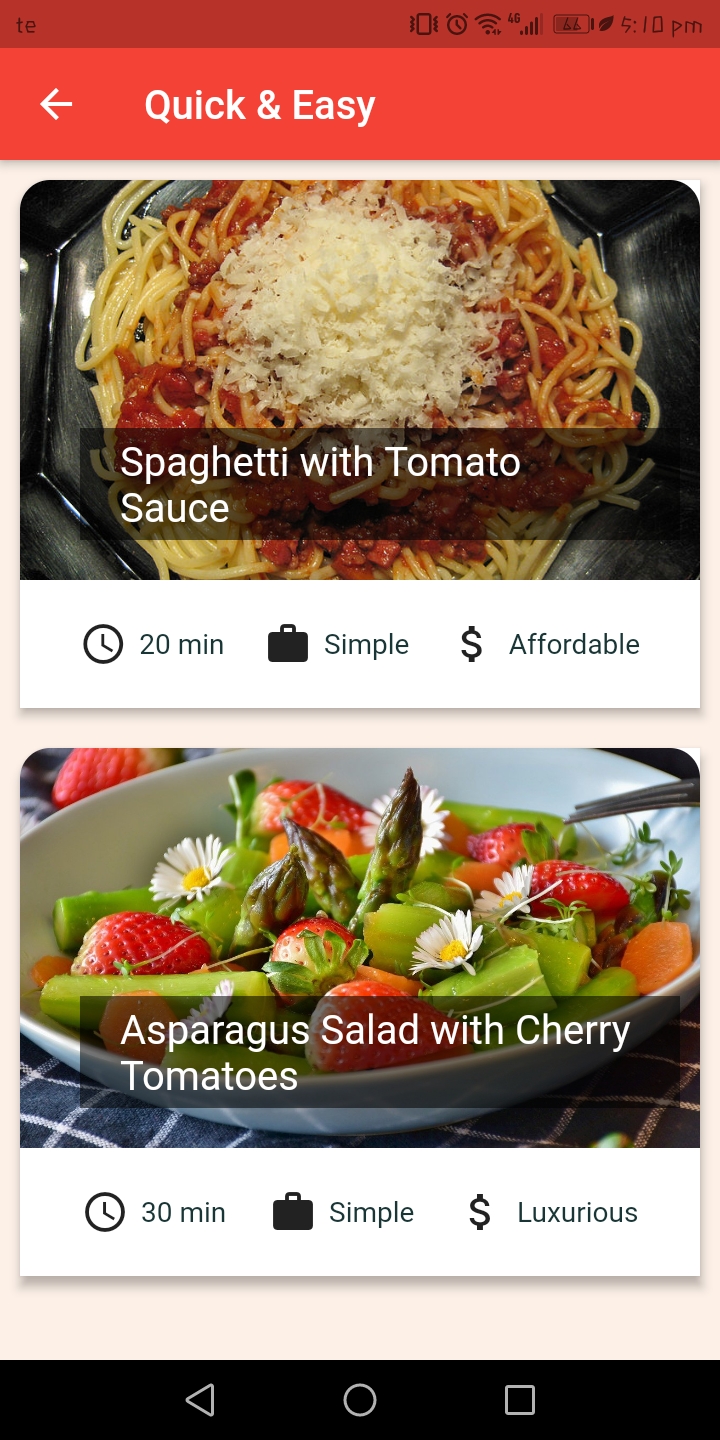 te 4G 66 5:10 pm
Quick & Easy
Spaghetti with Tomato
Sauce
20 min Simple $ Affordable
Asparagus Salad with Cherry
Tomatoes
30 min Simple $ Luxurious